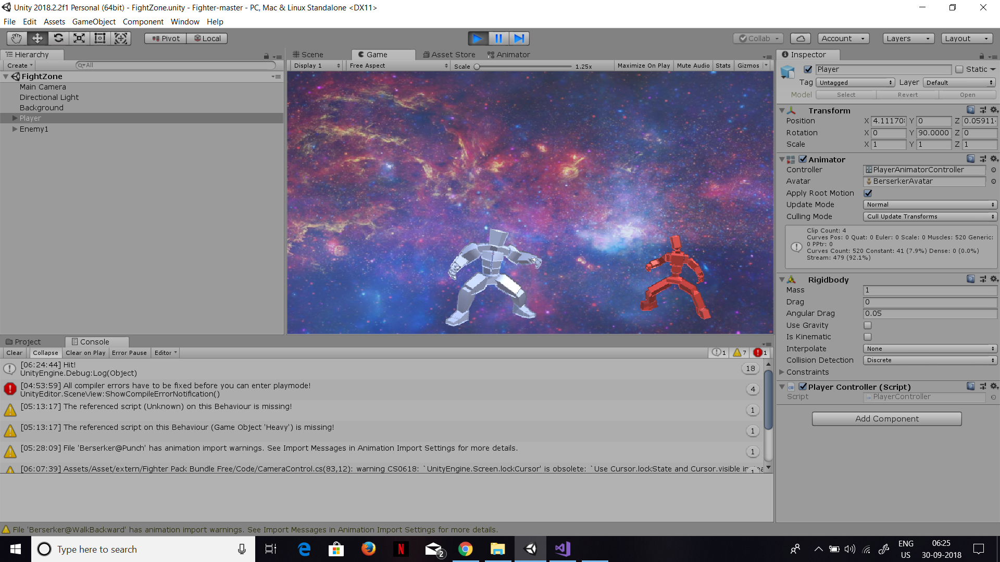 Unity 2018.2.2f1 Personal (64bit) - FightZone.unity - Fighter-master - PC, Mac & Linux Standalone <DX11>
File Edit Assets GameObject Component Window Help
Pivot Local Collab Account Layers Layout
Hierarchy
Create All
FightZone
Main Camera
Directional Light
Background
Player
Enemy1
Scene Game Asset Store Animator
Display 1 Free Aspect Scale 1.25x Maximize On Play Mute Audio Stats Gizmos
Inspector
Player Static
Tag Untagged Layer Default
Model Select Revert Open
Transform
Position X 4.11170 Y 0 Z 0.05911
Rotation X 0 Y 90.0000 Z 0
Scale X 1 Y 1 Z 1
Animator
Controller PlayerAnimatorController
Avatar BerserkerAvatar
Apply Root Motion
Update Mode Normal
Culling Mode Cull Update Transforms
Clip Count: 4
Curves Pos: 0 Quat: 0 Euler: 0 Scale: 0 Muscles: 520 Generic:
0 PPtr: 0
Curves Count: 520 Constant: 41 (7.9%) Dense: 0 (0.0%)
Stream: 479 (92.1%)
Rigidbody
Mass 1
Drag 0
Angular Drag 0.05
Use Gravity
Is Kinematic
Interpolate None
Collision Detection Discrete
Constraints
Player Controller (Script)
Script PlayerController
Add Component
Project Console
Clear Collapse Clear on Play Error Pause Editor 1 7 1
[06:24:44] Hit! 18
UnityEngine.Debug:Log(Object)
[04:53:59] All compiler errors have to be fixed before you can enter playmode! 4
UnityEditor.SceneView:ShowCompileErrorNotification()
[05:13:17] The referenced script (Unknown) on this Behaviour is missing! 1
[05:13:17] The referenced script on this Behaviour (Game Object 'Heavy') is missing! 1
[05:28:09] File 'Berserker@Punch' has animation import warnings. See Import Messages in Animation Import Settings for more details. 1
[06:07:39] Assets/Asset/extern/Fighter Pack Bundle Free/Code/CameraControl.cs(83,12): warning CS0618: `UnityEngine.Screen.lockCursor' is obsolete: `Use Cursor.lockState and Cursor.visible
File 'Berserker@WalkBackward' has animation import warnings. See Import Messages in Animation Import Settings for more details.
Type here to search 2 ENG 06:25
US 30-09-2018